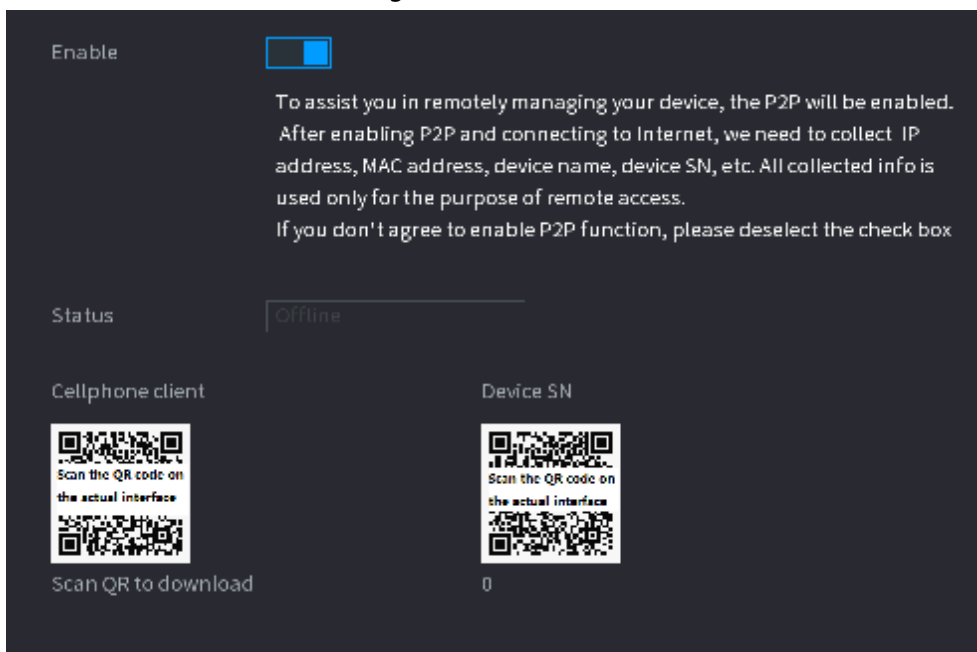 Enable
To assist you in remotely managing your device, the P2P will be enabled.
After enabling P2P and connecting to Internet, we need to collect IP
address, MAC address, device name, device SN, etc. All collected info is
used only for the purpose of remote access.
If you don't agree to enable P2P function, please deselect the check box
Status
Offline
Cellphone client
Device SN
Scan the QR code on
the actual interface
Scan the QR code on
the actual interface
Scan QR to download
0